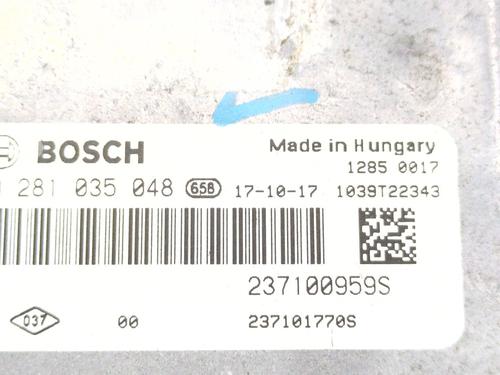 BOSCH
Made in Hungary
1285 0017
281 035 048 658 17-10-17 1039T22343
237100959S
037 00 237101770S